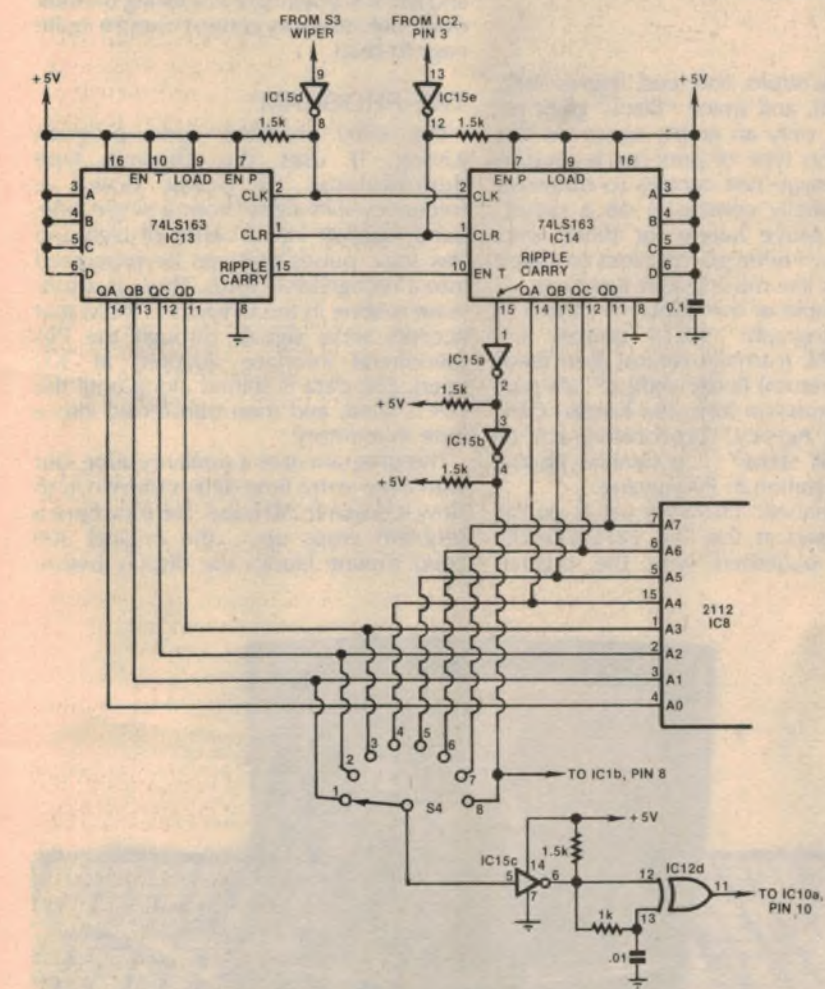 FROM S3
WIPER
FROM IC2,
PIN 3
+5V
9
IC15d
8
1.5k
13
IC15e
12
1.5k
+5V
16 10 9 7
EN T LOAD EN P
3 A
4 B
5 C
6 D
74LS163
IC13
CLK 2
CLR 1
RIPPLE
CARRY 15
QA QB QC QD
14 13 12 11 8
7 9 16
EN P LOAD
2 CLK
1 CLR
10 EN T
74LS163
IC14
RIPPLE
CARRY
QA QB QC QD
3
4
5
6
15 14 13 12 11 8
0.1
1
IC15a
2
1.5k
+5V
3
IC15b
4
1.5k
+5V
7 A7
6 A6
5 A5
15 A4
1 A3
2 A2
3 A1
4 A0
2112
IC8
1
2
3
4
5
6
7
8
S4
TO IC1b, PIN 8
+5V
1.5k
IC15c
5
14
6
7
12
IC12d
11
13
1k
.01
TO IC10a,
PIN 10